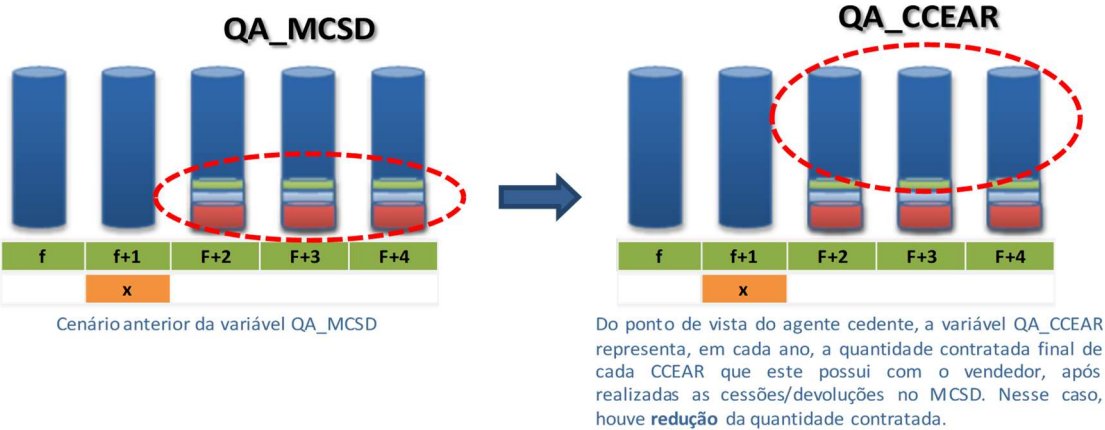 QA_MCSD
QA_CCEAR
f f+1 F+2 F+3 F+4
x
f f+1 F+2 F+3 F+4
x
Cenário anterior da variável QA_MCSD
Do ponto de vista do agente cedente, a variável QA_CCEAR
representa, em cada ano, a quantidade contratada final de
cada CCEAR que este possui com o vendedor, após
realizadas as cessões/devoluções no MCSD. Nesse caso,
houve redução da quantidade contratada.